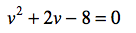 v² + 2v − 8 = 0